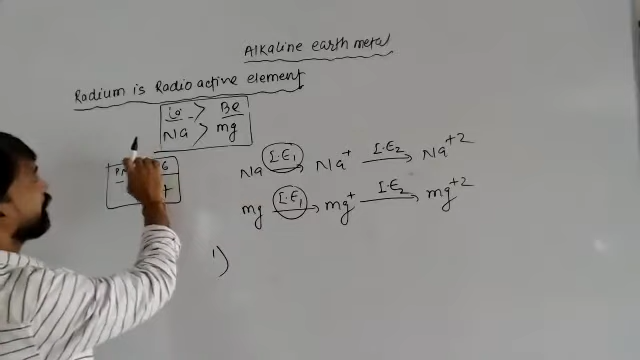 Alkaline earth metal
Radium is Radio active element
> Be
Na > mg
Na I.E1 → Na+ I.E2 → Na+2
mg I.E1 → mg+ I.E2 → mg+2
1)